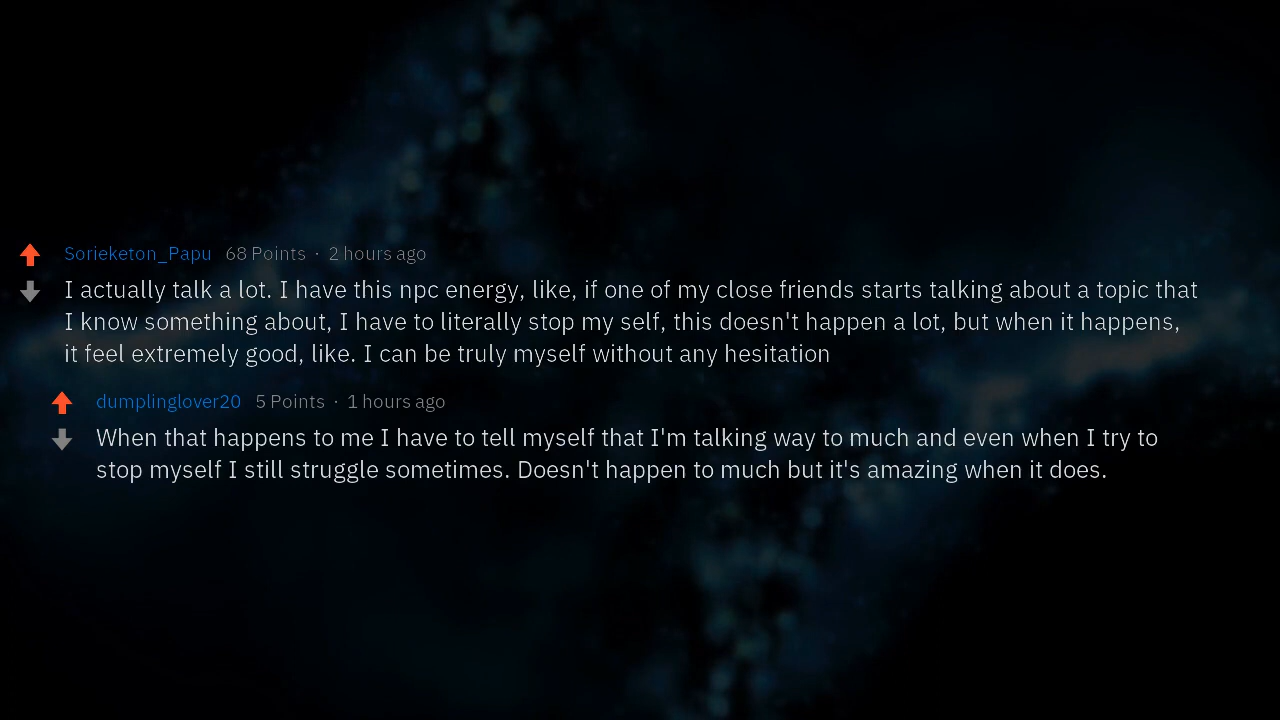 Sorieketon_Papu 68 Points · 2 hours ago
I actually talk a lot. I have this npc energy, like, if one of my close friends starts talking about a topic that
I know something about, I have to literally stop my self, this doesn't happen a lot, but when it happens,
it feel extremely good, like. I can be truly myself without any hesitation
dumplinglover20 5 Points · 1 hours ago
When that happens to me I have to tell myself that I'm talking way to much and even when I try to
stop myself I still struggle sometimes. Doesn't happen to much but it's amazing when it does.